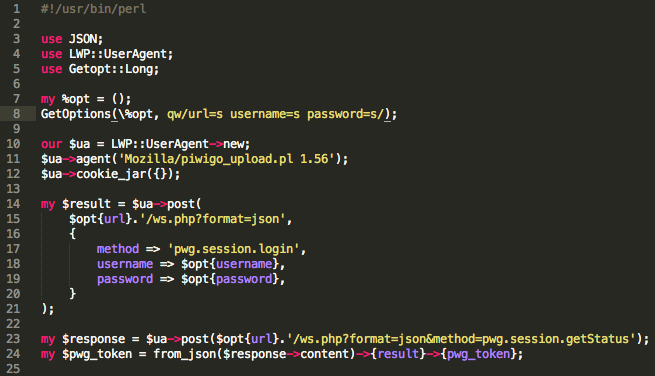 1 #!/usr/bin/perl
2
3 use JSON;
4 use LWP::UserAgent;
5 use Getopt::Long;
6
7 my %opt = ();
8 GetOptions(\%opt, qw/url=s username=s password=s/);
9
10 our $ua = LWP::UserAgent->new;
11 $ua->agent('Mozilla/piwigo_upload.pl 1.56');
12 $ua->cookie_jar({});
13
14 my $result = $ua->post(
15     $opt{url}.'/ws.php?format=json',
16     {
17         method => 'pwg.session.login',
18         username => $opt{username},
19         password => $opt{password},
20     }
21 );
22
23 my $response = $ua->post($opt{url}.'/ws.php?format=json&method=pwg.session.getStatus');
24 my $pwg_token = from_json($response->content)->{result}->{pwg_token};
25